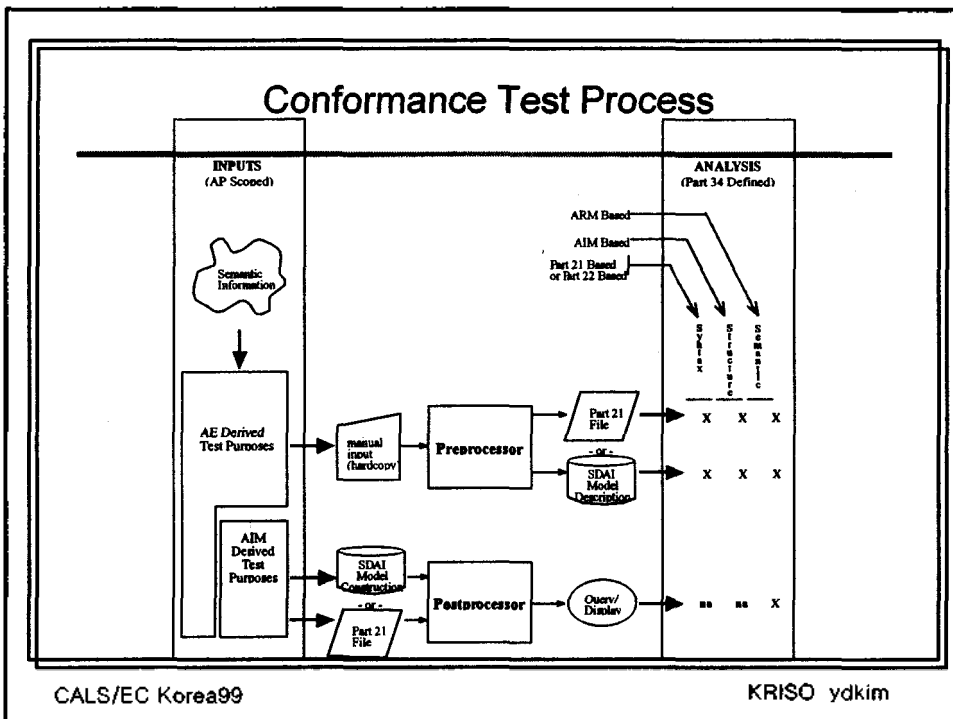 Conformance Test Process
INPUTS
(AP Scoped)
ANALYSIS
(Part 34 Defined)
ARM Based
AIM Based
Part 21 Based
or Part 22 Based
Semantic
Information
Syntax
Structure
Semantic
AE Derived
Test Purposes
manual
input
(hardcopy)
Preprocessor
Part 21
File
- or -
SDAI
Model
Description
X X X
X X X
AIM
Derived
Test
Purposes
SDAI
Model
Construction
- or -
Part 21
File
Postprocessor
Query/
Display
na na X
CALS/EC Korea99
KRISO ydkim